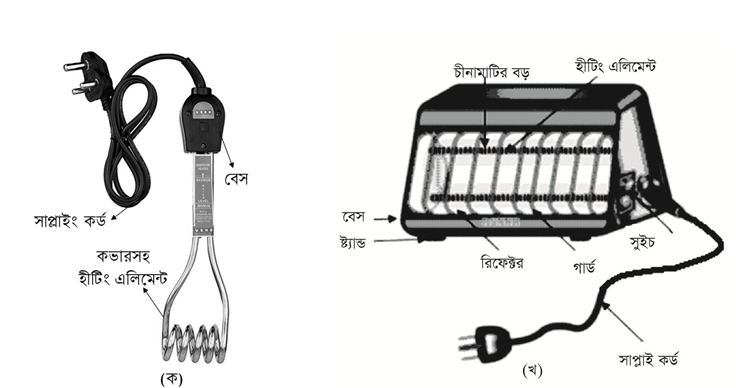 বেস
সাপ্লাইং কর্ড
কভারসহ
হীটিং এলিমেন্ট
(ক)
চীনামাটির বড়
হীটিং এলিমেন্ট
বেস
ষ্ট্যান্ড
রিফেক্টর
গার্ড
সুইচ
সাপ্লাই কর্ড
(খ)